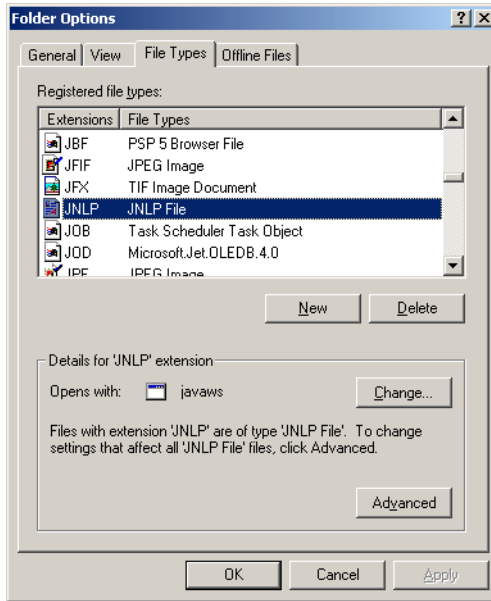 Folder Options
General View File Types Offline Files
Registered file types:
Extensions File Types
JBF PSP 5 Browser File
JFIF JPEG Image
JFX TIF Image Document
JNLP JNLP File
JOB Task Scheduler Task Object
JOD Microsoft.Jet.OLEDB.4.0
JPE JPEG Image
New Delete
Details for 'JNLP' extension
Opens with: javaws Change...
Files with extension 'JNLP' are of type 'JNLP File'. To change
settings that affect all 'JNLP File' files, click Advanced.
Advanced
OK Cancel Apply